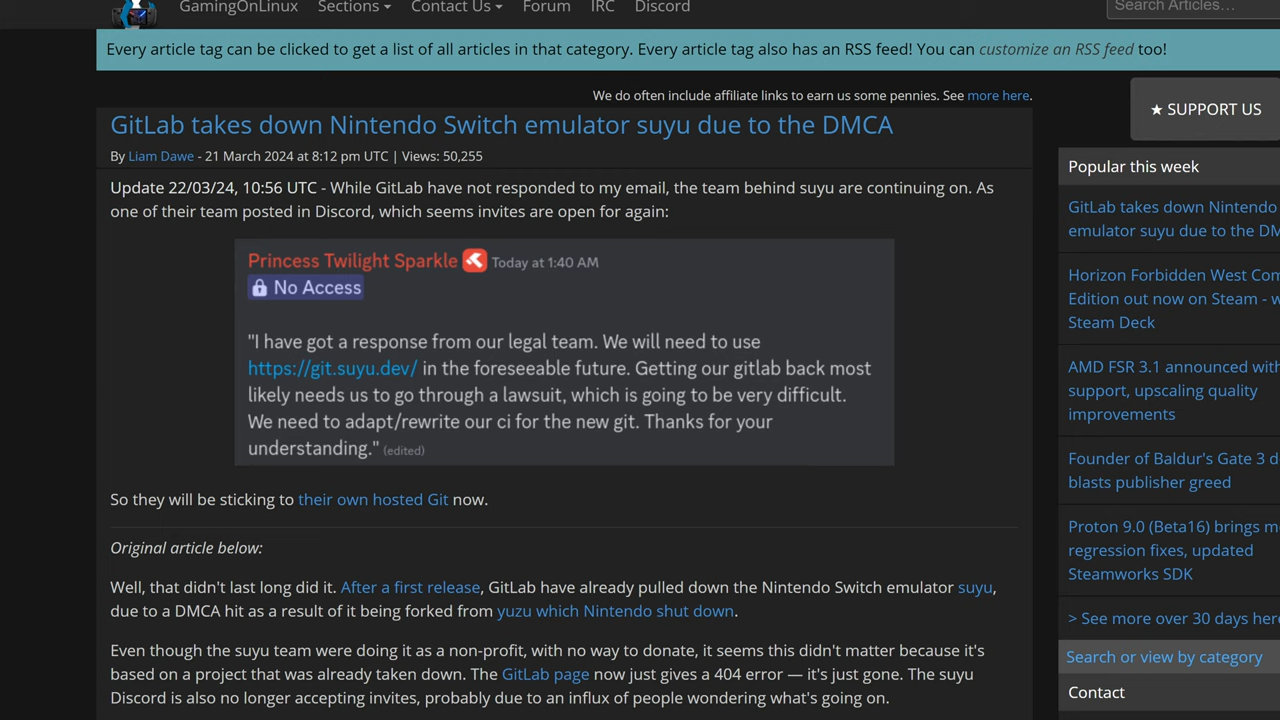 GamingOnLinux Sections Contact Us Forum IRC Discord Search Articles…
Every article tag can be clicked to get a list of all articles in that category. Every article tag also has an RSS feed! You can customize an RSS feed too!
We do often include affiliate links to earn us some pennies. See more here.
★ SUPPORT US
GitLab takes down Nintendo Switch emulator suyu due to the DMCA
By Liam Dawe - 21 March 2024 at 8:12 pm UTC | Views: 50,255
Update 22/03/24, 10:56 UTC - While GitLab have not responded to my email, the team behind suyu are continuing on. As
one of their team posted in Discord, which seems invites are open for again:
Princess Twilight Sparkle Today at 1:40 AM
No Access
"I have got a response from our legal team. We will need to use
https://git.suyu.dev/ in the foreseeable future. Getting our gitlab back most
likely needs us to go through a lawsuit, which is going to be very difficult.
We need to adapt/rewrite our ci for the new git. Thanks for your
understanding." (edited)
So they will be sticking to their own hosted Git now.
Original article below:
Well, that didn't last long did it. After a first release, GitLab have already pulled down the Nintendo Switch emulator suyu,
due to a DMCA hit as a result of it being forked from yuzu which Nintendo shut down.
Even though the suyu team were doing it as a non-profit, with no way to donate, it seems this didn't matter because it's
based on a project that was already taken down. The GitLab page now just gives a 404 error — it's just gone. The suyu
Discord is also no longer accepting invites, probably due to an influx of people wondering what's going on.
Popular this week
GitLab takes down Nintendo
emulator suyu due to the DM
Horizon Forbidden West Com
Edition out now on Steam - w
Steam Deck
AMD FSR 3.1 announced with
support, upscaling quality
improvements
Founder of Baldur's Gate 3 d
blasts publisher greed
Proton 9.0 (Beta16) brings m
regression fixes, updated
Steamworks SDK
> See more over 30 days here
Search or view by category
Contact